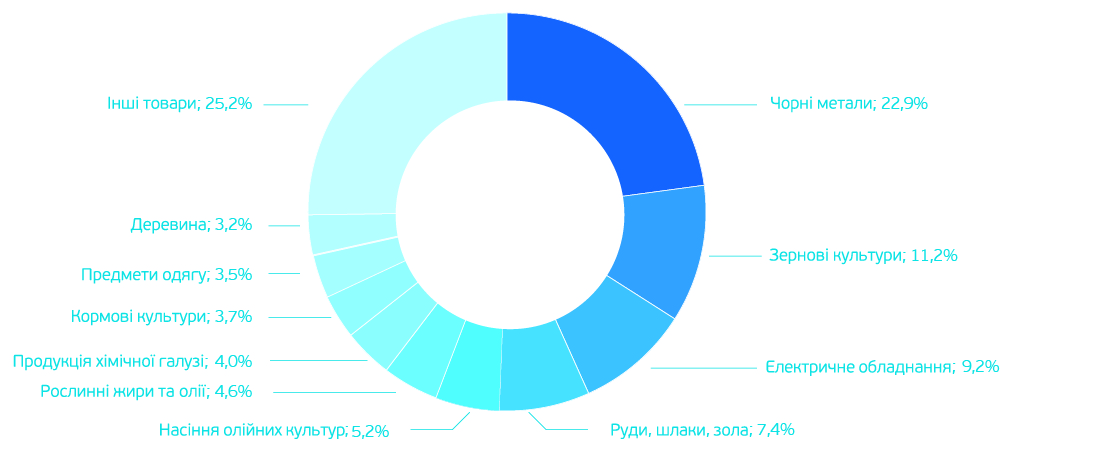 Інші товари; 25,2%
Чорні метали; 22,9%
Деревина; 3,2%
Зернові культури; 11,2%
Предмети одягу; 3,5%
Кормові культури; 3,7%
Продукція хімічної галузі; 4,0%
Електричне обладнання; 9,2%
Рослинні жири та олії; 4,6%
Насіння олійних культур; 5,2%
Руди, шлаки, зола; 7,4%